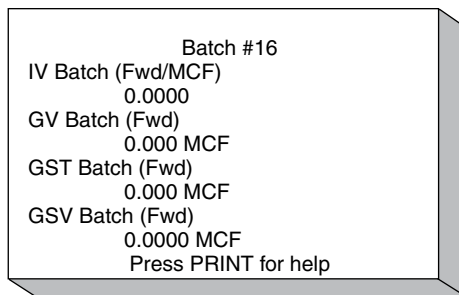 Batch #16
IV Batch (Fwd/MCF)
0.0000
GV Batch (Fwd)
0.000 MCF
GST Batch (Fwd)
0.000 MCF
GSV Batch (Fwd)
0.0000 MCF
Press PRINT for help